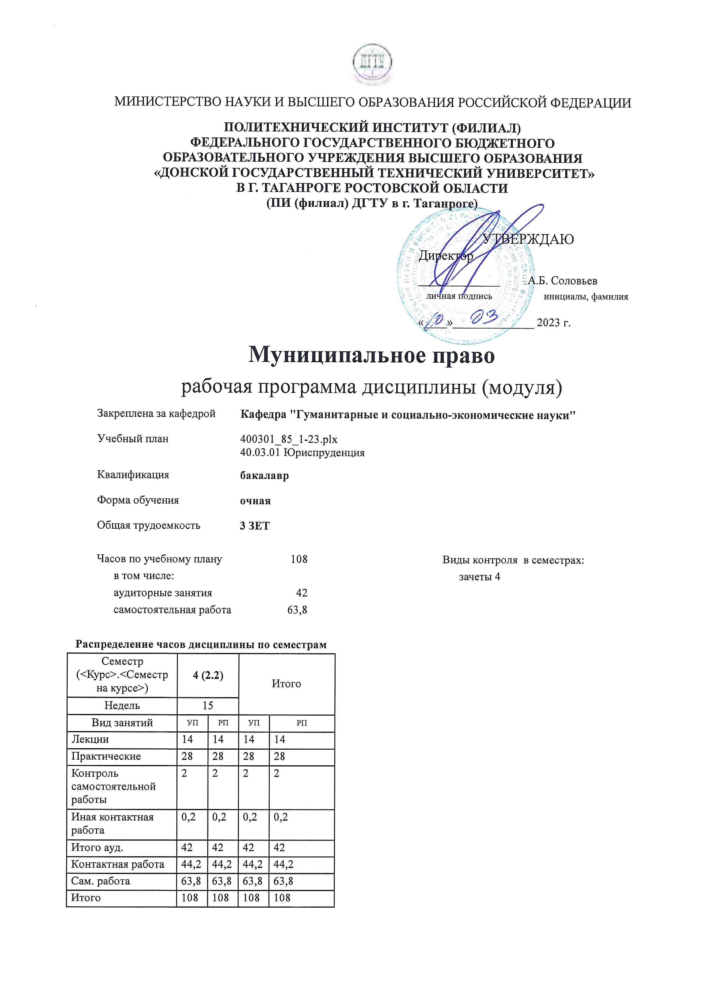 ДГТУ
МИНИСТЕРСТВО НАУКИ И ВЫСШЕГО ОБРАЗОВАНИЯ РОССИЙСКОЙ ФЕДЕРАЦИИ
ПОЛИТЕХНИЧЕСКИЙ ИНСТИТУТ (ФИЛИАЛ)
ФЕДЕРАЛЬНОГО ГОСУДАРСТВЕННОГО БЮДЖЕТНОГО
ОБРАЗОВАТЕЛЬНОГО УЧРЕЖДЕНИЯ ВЫСШЕГО ОБРАЗОВАНИЯ
«ДОНСКОЙ ГОСУДАРСТВЕННЫЙ ТЕХНИЧЕСКИЙ УНИВЕРСИТЕТ»
В Г. ТАГАНРОГЕ РОСТОВСКОЙ ОБЛАСТИ
(ПИ (филиал) ДГТУ в г. Таганроге)
УТВЕРЖДАЮ
Директор
А.Б. Соловьев
личная подпись инициалы, фамилия
«10» 03 2023 г.
Муниципальное право
рабочая программа дисциплины (модуля)
Закреплена за кафедрой Кафедра "Гуманитарные и социально-экономические науки"
Учебный план 400301_85_1-23.plx
40.03.01 Юриспруденция
Квалификация бакалавр
Форма обучения очная
Общая трудоемкость 3 ЗЕТ
Часов по учебному плану 108 Виды контроля в семестрах:
в том числе: зачеты 4
аудиторные занятия 42
самостоятельная работа 63,8
Распределение часов дисциплины по семестрам
Семестр
(<Курс>.<Семестр 4 (2.2) Итого
на курсе>)
Недель 15
Вид занятий УП РП УП РП
Лекции 14 14 14 14
Практические 28 28 28 28
Контроль 2 2 2 2
самостоятельной
работы
Иная контактная 0,2 0,2 0,2 0,2
работа
Итого ауд. 42 42 42 42
Контактная работа 44,2 44,2 44,2 44,2
Сам. работа 63,8 63,8 63,8 63,8
Итого 108 108 108 108